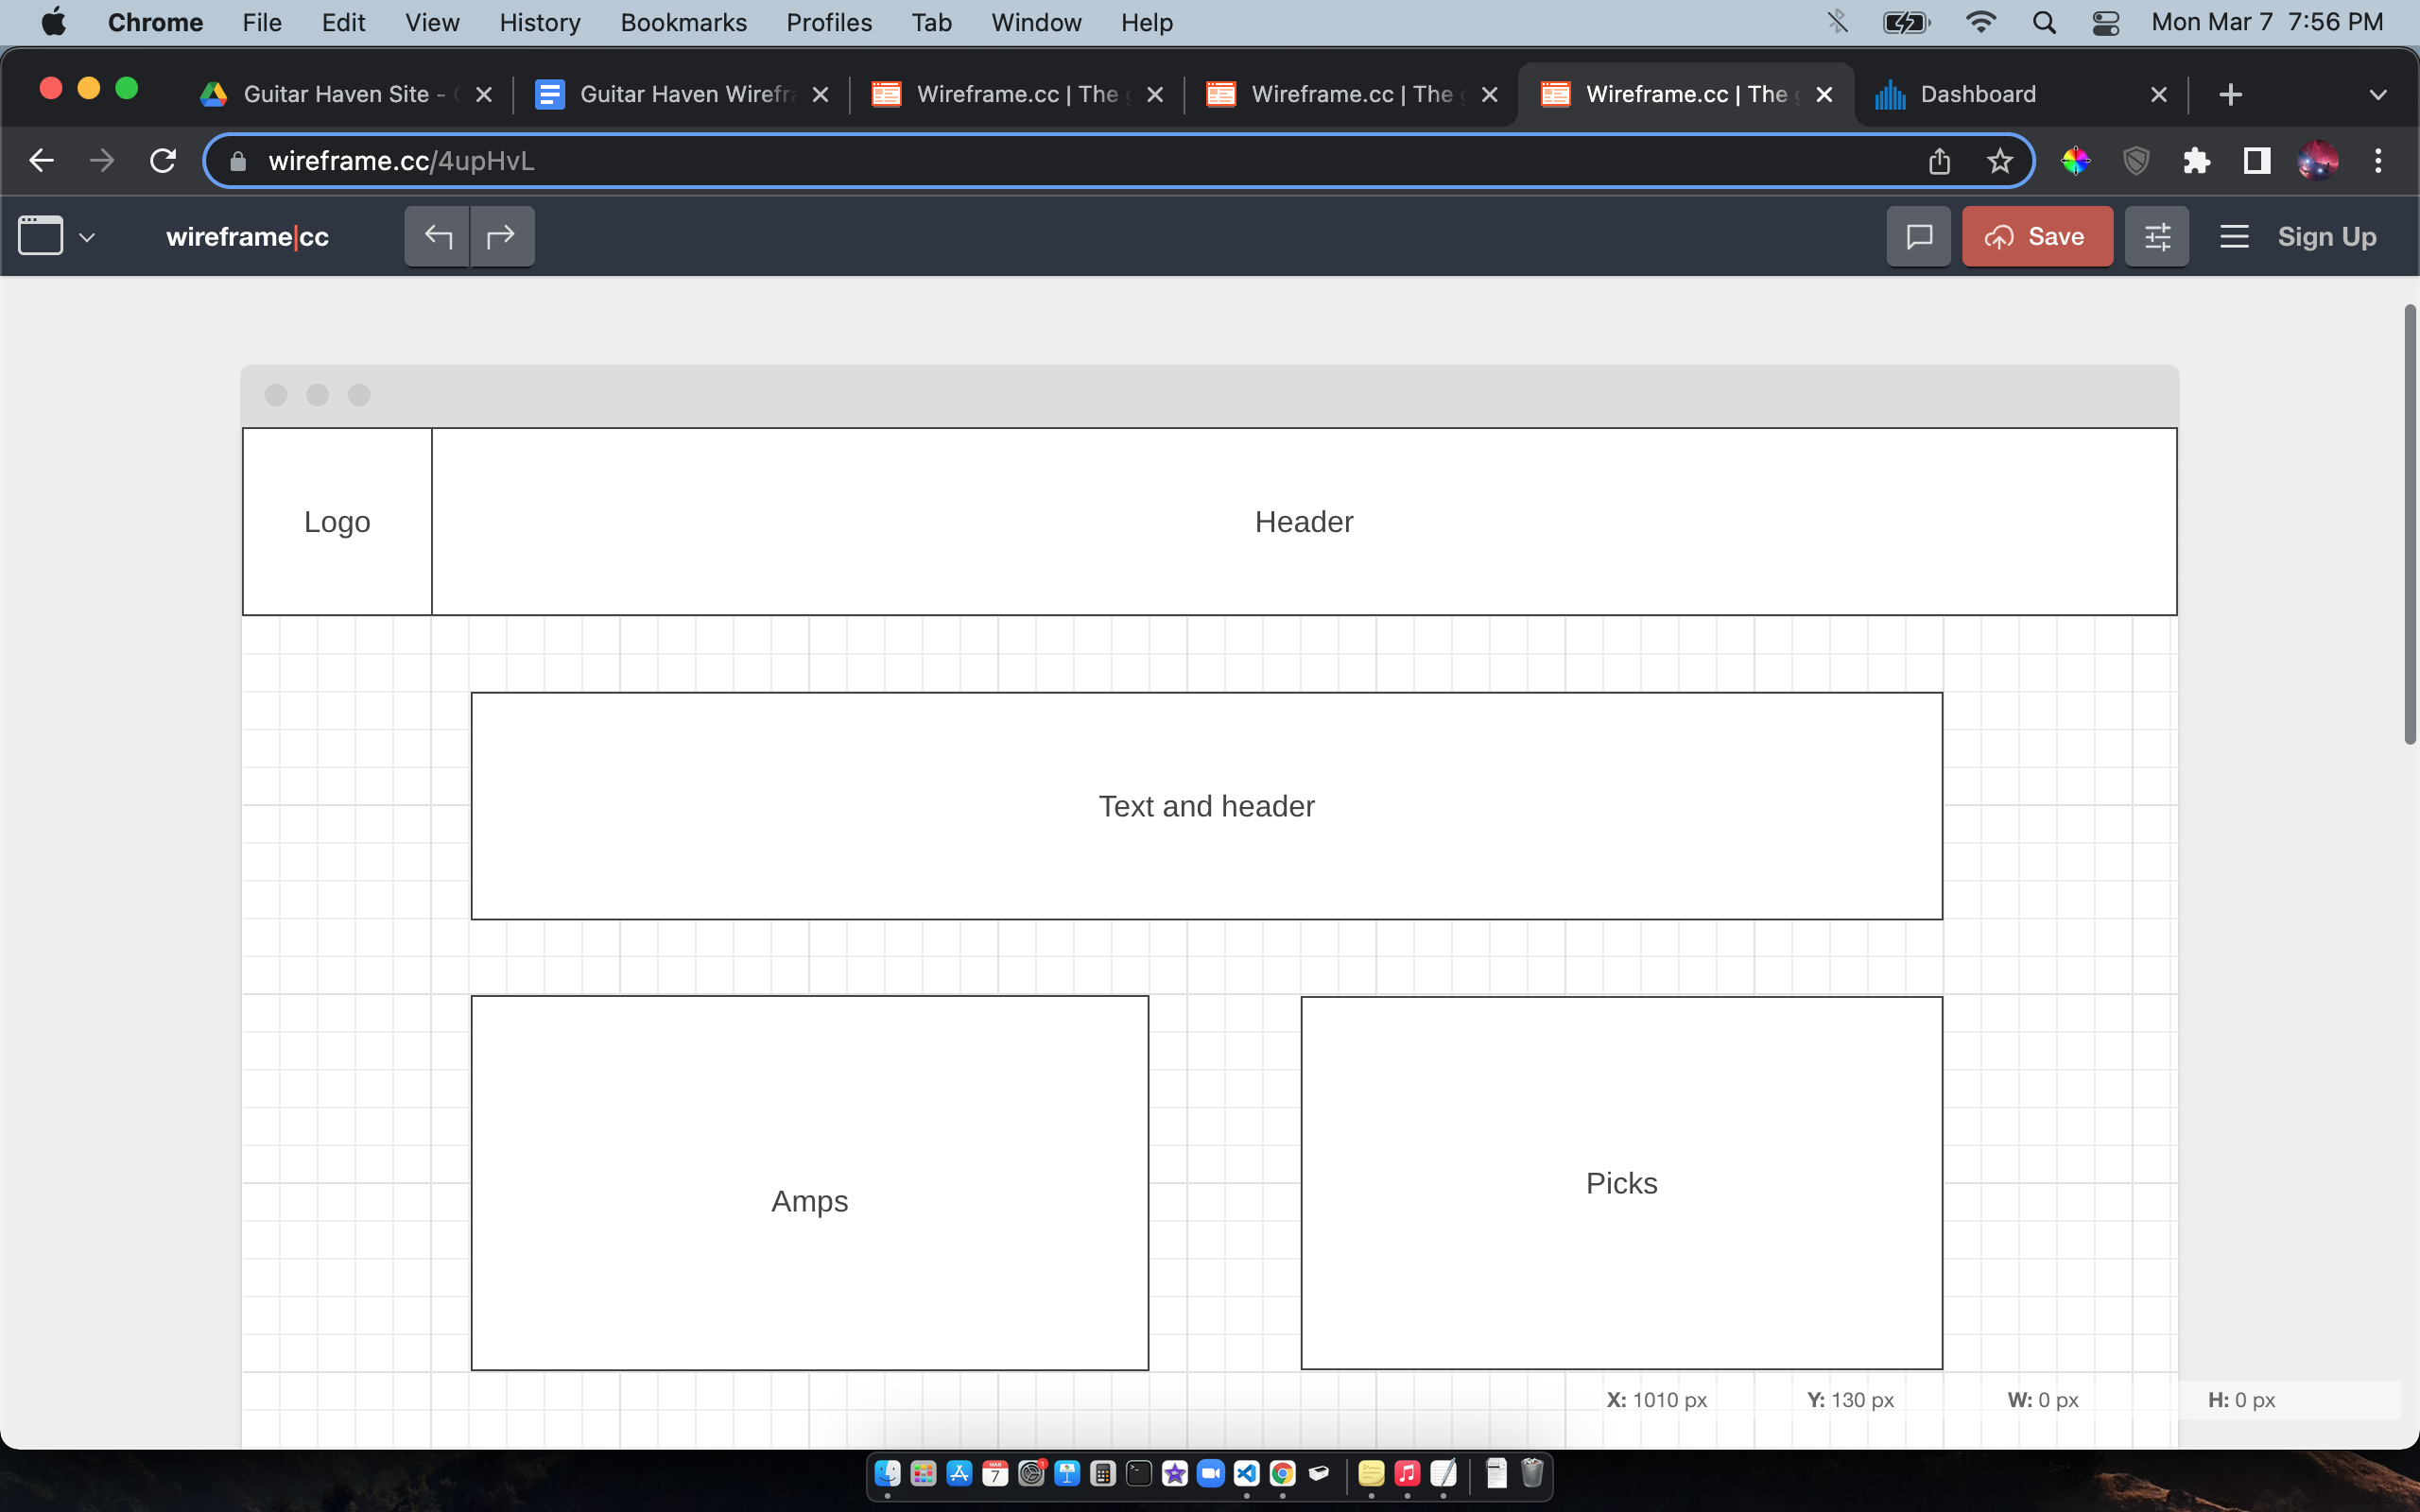 Chrome File Edit View History Bookmarks Profiles Tab Window Help Mon Mar 7 7:56 PM
Guitar Haven Site - Guitar Haven Wirefr Wireframe.cc | The Wireframe.cc | The Wireframe.cc | The Dashboard
wireframe.cc/4upHvL
wireframe|cc Save Sign Up
Logo Header
Text and header
Amps Picks
X: 1010 px Y: 130 px W: 0 px H: 0 px